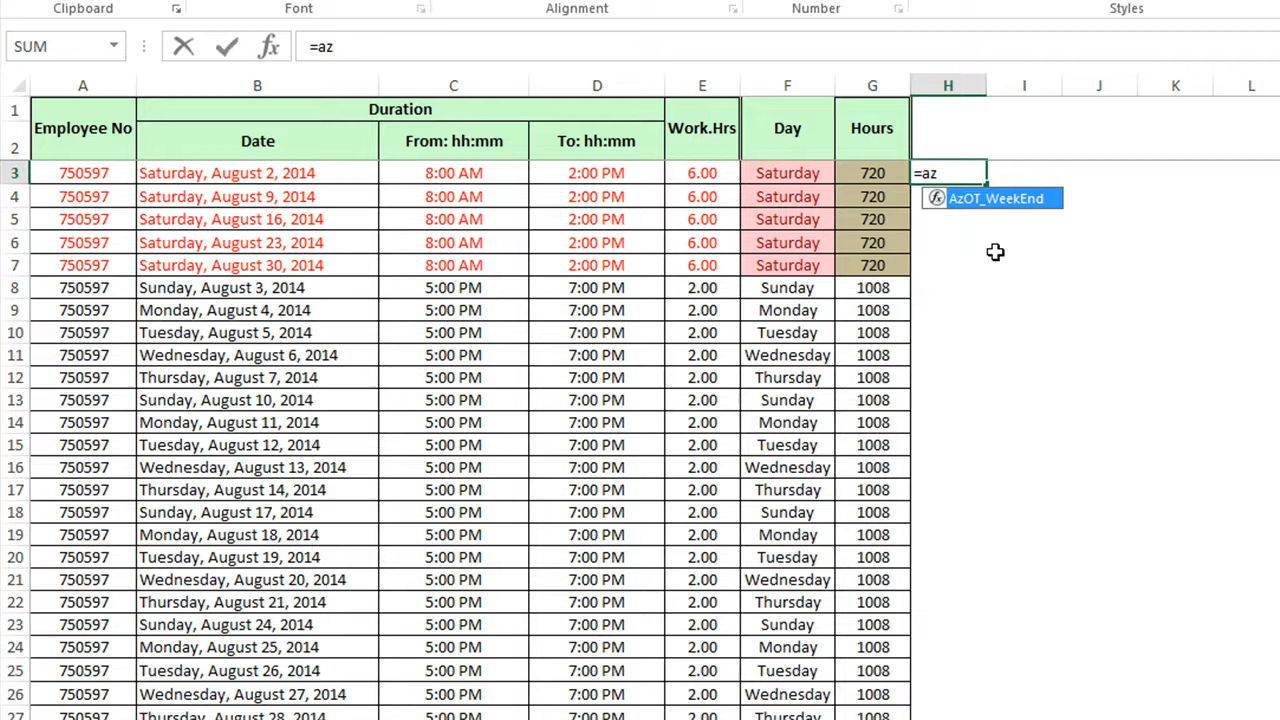 Clipboard Font Alignment Number Styles
SUM =az
A B C D E F G H I J K L
1 Employee No Duration Work.Hrs Day Hours
2 Date From: hh:mm To: hh:mm
3 750597 Saturday, August 2, 2014 8:00 AM 2:00 PM 6.00 Saturday 720 =az
AzOT_WeekEnd
4 750597 Saturday, August 9, 2014 8:00 AM 2:00 PM 6.00 Saturday 720
5 750597 Saturday, August 16, 2014 8:00 AM 2:00 PM 6.00 Saturday 720
6 750597 Saturday, August 23, 2014 8:00 AM 2:00 PM 6.00 Saturday 720
7 750597 Saturday, August 30, 2014 8:00 AM 2:00 PM 6.00 Saturday 720
8 750597 Sunday, August 3, 2014 5:00 PM 7:00 PM 2.00 Sunday 1008
9 750597 Monday, August 4, 2014 5:00 PM 7:00 PM 2.00 Monday 1008
10 750597 Tuesday, August 5, 2014 5:00 PM 7:00 PM 2.00 Tuesday 1008
11 750597 Wednesday, August 6, 2014 5:00 PM 7:00 PM 2.00 Wednesday 1008
12 750597 Thursday, August 7, 2014 5:00 PM 7:00 PM 2.00 Thursday 1008
13 750597 Sunday, August 10, 2014 5:00 PM 7:00 PM 2.00 Sunday 1008
14 750597 Monday, August 11, 2014 5:00 PM 7:00 PM 2.00 Monday 1008
15 750597 Tuesday, August 12, 2014 5:00 PM 7:00 PM 2.00 Tuesday 1008
16 750597 Wednesday, August 13, 2014 5:00 PM 7:00 PM 2.00 Wednesday 1008
17 750597 Thursday, August 14, 2014 5:00 PM 7:00 PM 2.00 Thursday 1008
18 750597 Sunday, August 17, 2014 5:00 PM 7:00 PM 2.00 Sunday 1008
19 750597 Monday, August 18, 2014 5:00 PM 7:00 PM 2.00 Monday 1008
20 750597 Tuesday, August 19, 2014 5:00 PM 7:00 PM 2.00 Tuesday 1008
21 750597 Wednesday, August 20, 2014 5:00 PM 7:00 PM 2.00 Wednesday 1008
22 750597 Thursday, August 21, 2014 5:00 PM 7:00 PM 2.00 Thursday 1008
23 750597 Sunday, August 24, 2014 5:00 PM 7:00 PM 2.00 Sunday 1008
24 750597 Monday, August 25, 2014 5:00 PM 7:00 PM 2.00 Monday 1008
25 750597 Tuesday, August 26, 2014 5:00 PM 7:00 PM 2.00 Tuesday 1008
26 750597 Wednesday, August 27, 2014 5:00 PM 7:00 PM 2.00 Wednesday 1008
27 750597 Thursday, August 28, 2014 5:00 PM 7:00 PM 2.00 Thursday 1008